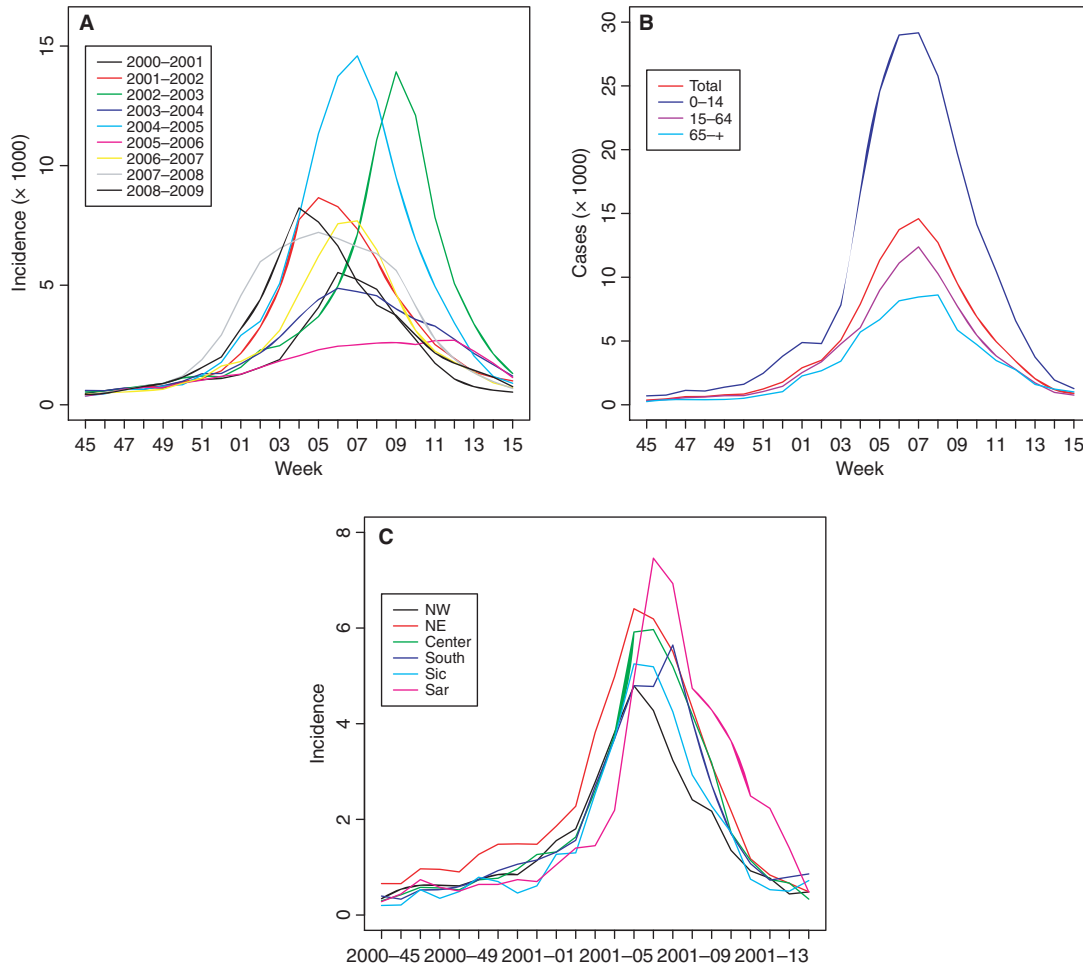 A
Incidence (× 1000)
15
10
5
0
2000–2001
2001–2002
2002–2003
2003–2004
2004–2005
2005–2006
2006–2007
2007–2008
2008–2009
45 47 49 51 01 03 05 07 09 11 13 15
Week
B
Cases (× 1000)
30
25
20
15
10
5
0
Total
0–14
15–64
65–+
45 47 49 51 01 03 05 07 09 11 13 15
Week
C
Incidence
8
6
4
2
0
NW
NE
Center
South
Sic
Sar
2000–45 2000–49 2001–01 2001–05 2001–09 2001–13